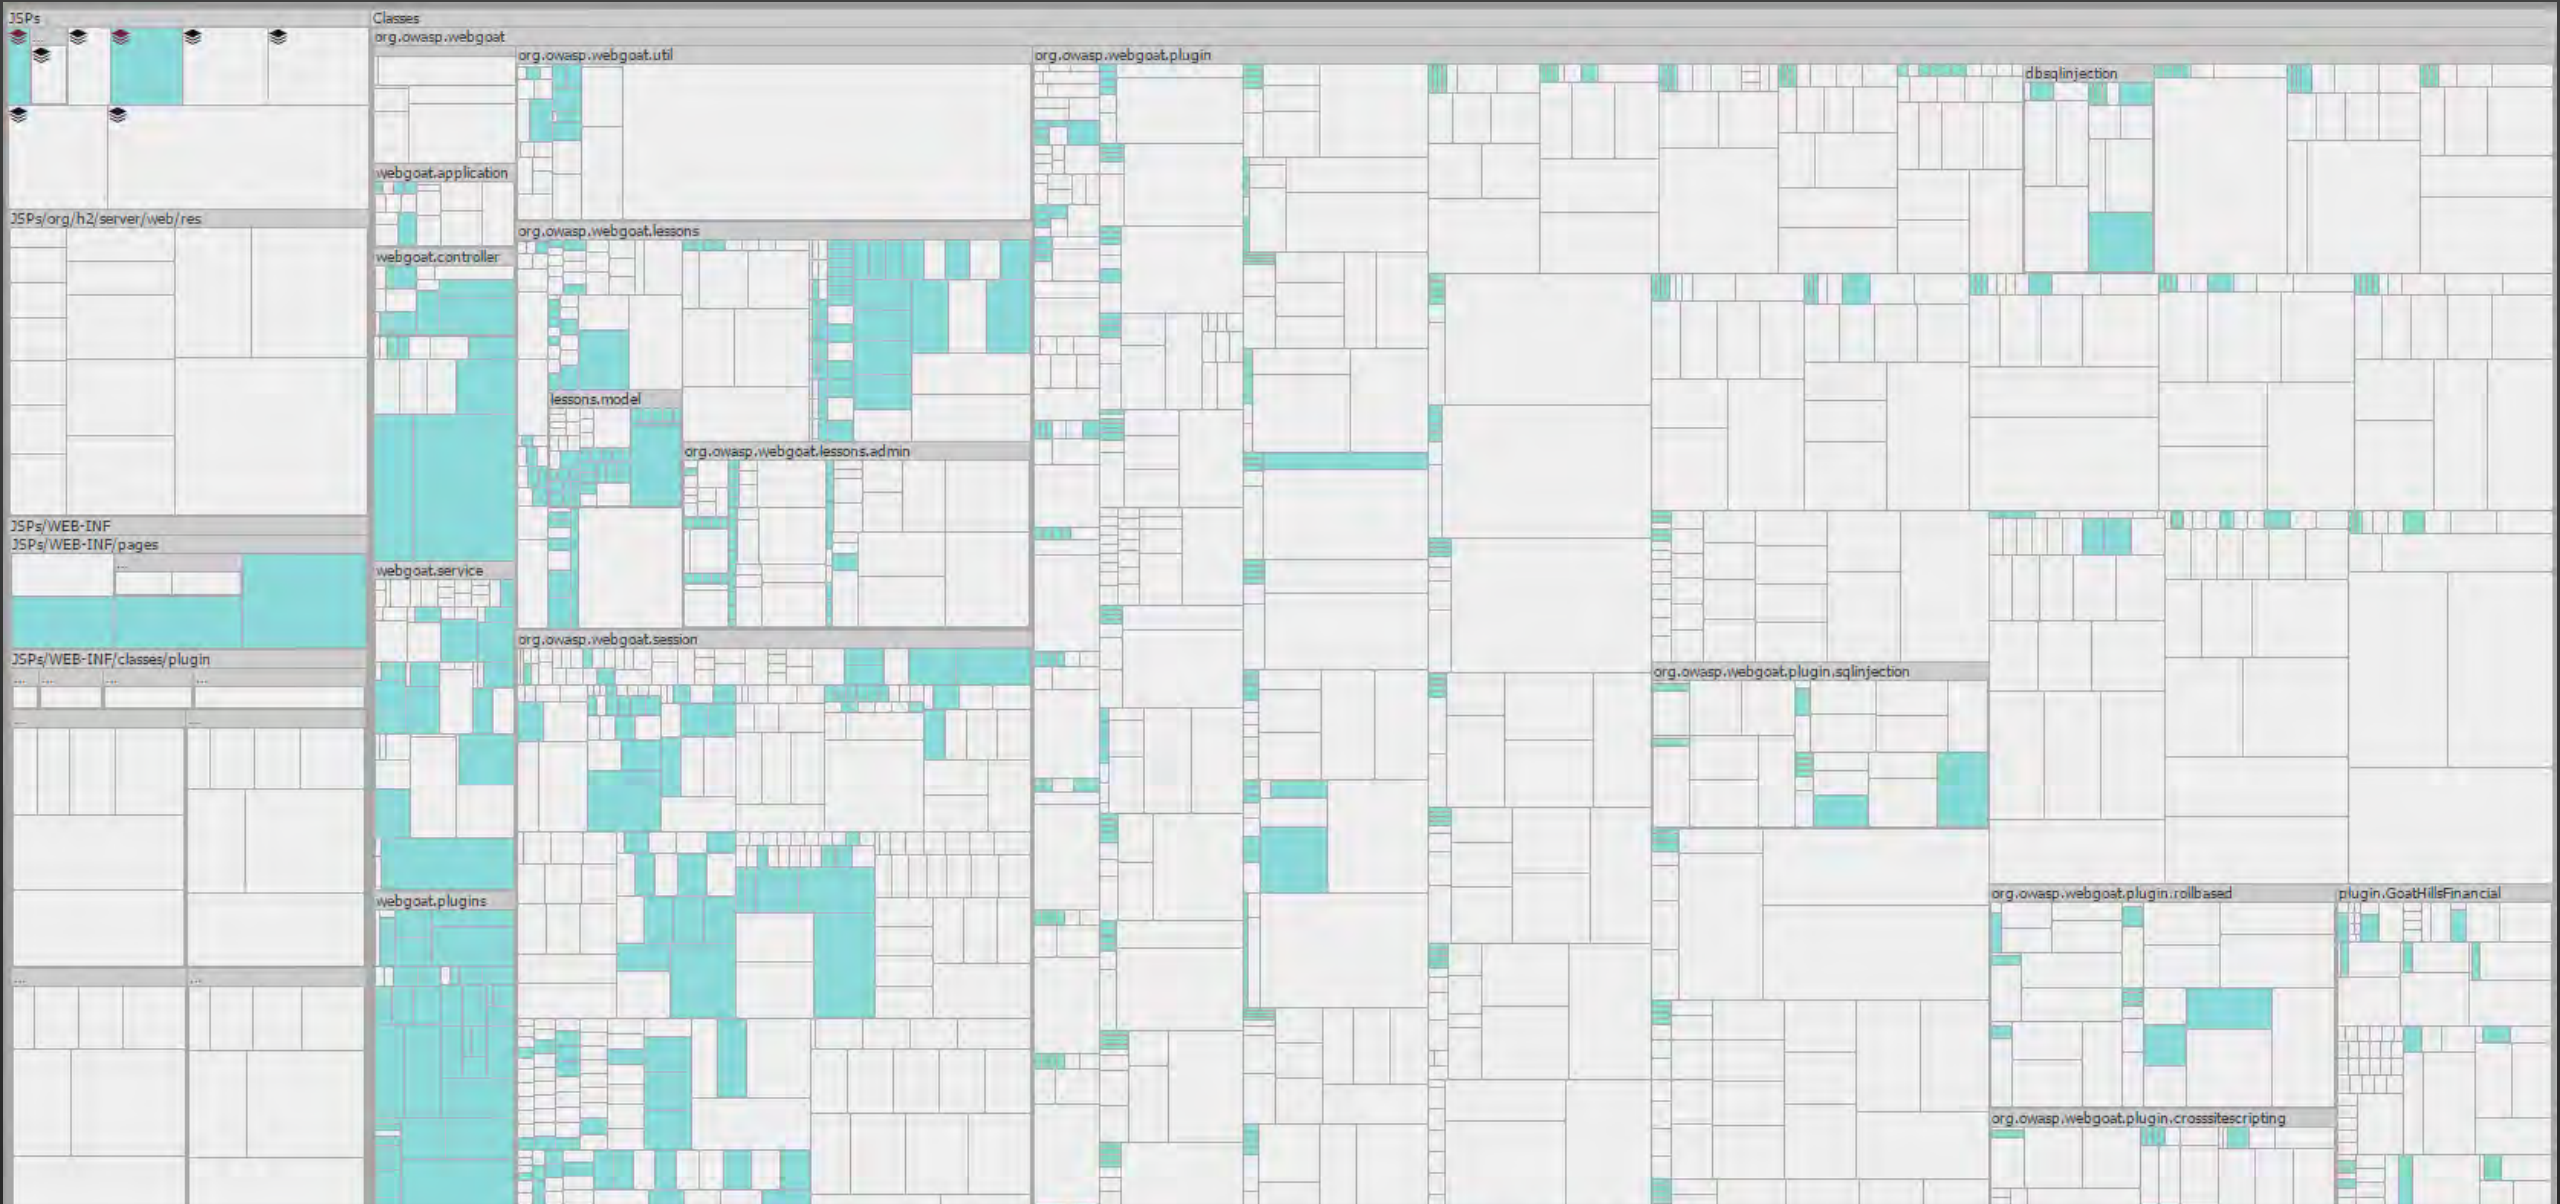 JSPs
...
JSPs/org/h2/server/web/res
JSPs/WEB-INF
JSPs/WEB-INF/pages
...
JSPs/WEB-INF/classes/plugin
... ... ... ...
... ...
... ...
Classes
org.owasp.webgoat
webgoat.application
webgoat.controller
webgoat.service
webgoat.plugins
org.owasp.webgoat.util
org.owasp.webgoat.lessons
lessons.model
org.owasp.webgoat.lessons.admin
org.owasp.webgoat.session
org.owasp.webgoat.plugin
dbsqlinjection
org.owasp.webgoat.plugin.sqlinjection
org.owasp.webgoat.plugin.rollbased
plugin.GoatHillsFinancial
org.owasp.webgoat.plugin.crosssitescripting